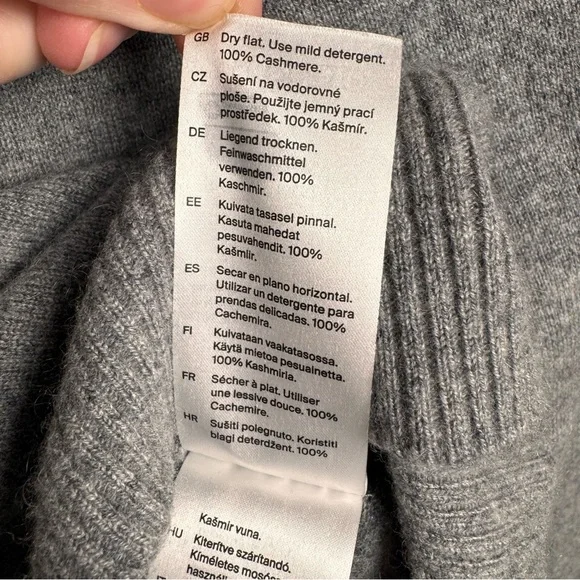 GB Dry flat. Use mild detergent.
100% Cashmere.
CZ Sušení na vodorovné
ploše. Použijte jemný prací
prostředek. 100% Kašmír.
DE Liegend trocknen.
Feinwaschmittel
verwenden. 100%
Kaschmir.
EE Kuivata tasasel pinnal.
Kasuta mahedat
pesuvahendit. 100%
Kašmiir.
ES Secar en plano horizontal.
Utilizar un detergente para
prendas delicadas. 100%
Cachemira.
FI Kuivataan vaakatasossa.
Käytä mietoa pesuainetta.
100% Kashmiria.
FR Sécher à plat. Utiliser
une lessive douce. 100%
Cachemire.
HR Sušiti polegnuto. Koristiti
blagi deterdžent. 100%
Kašmir vuna.
HU Kiterítve szárítandó.
Kíméletes mosósz
használ